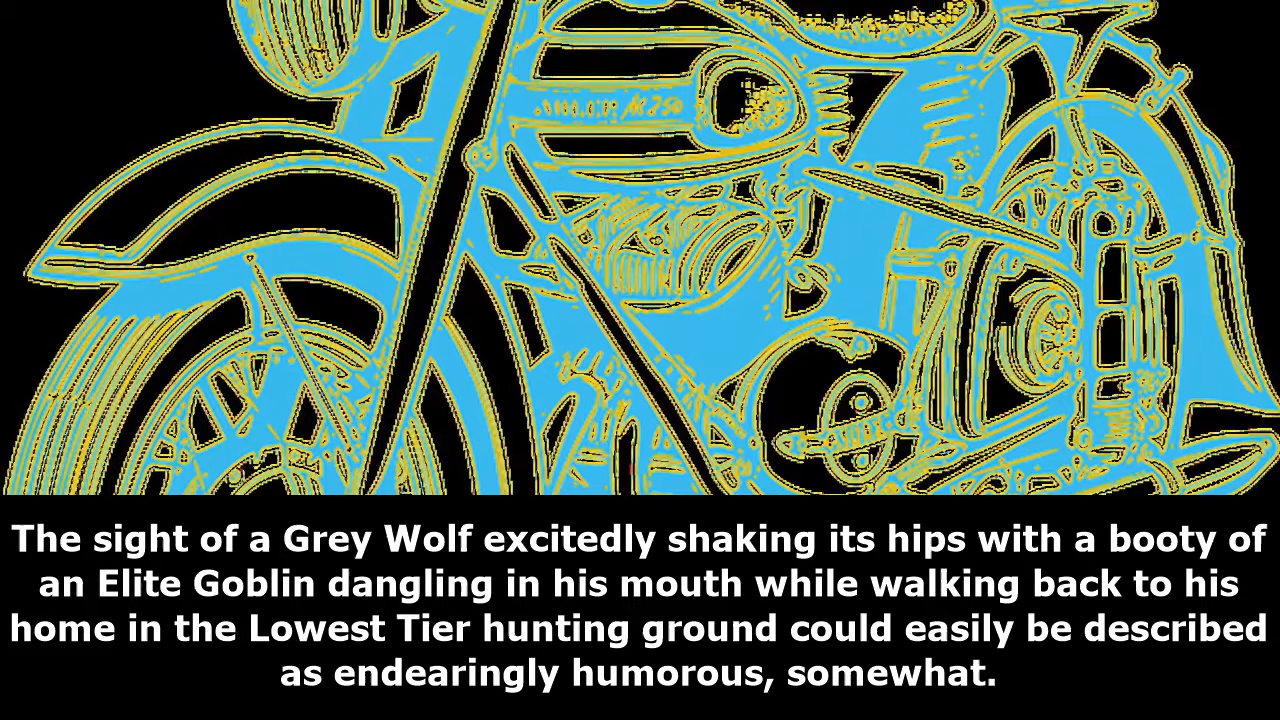 The sight of a Grey Wolf excitedly shaking its hips with a booty of
an Elite Goblin dangling in his mouth while walking back to his
home in the Lowest Tier hunting ground could easily be described
as endearingly humorous, somewhat.